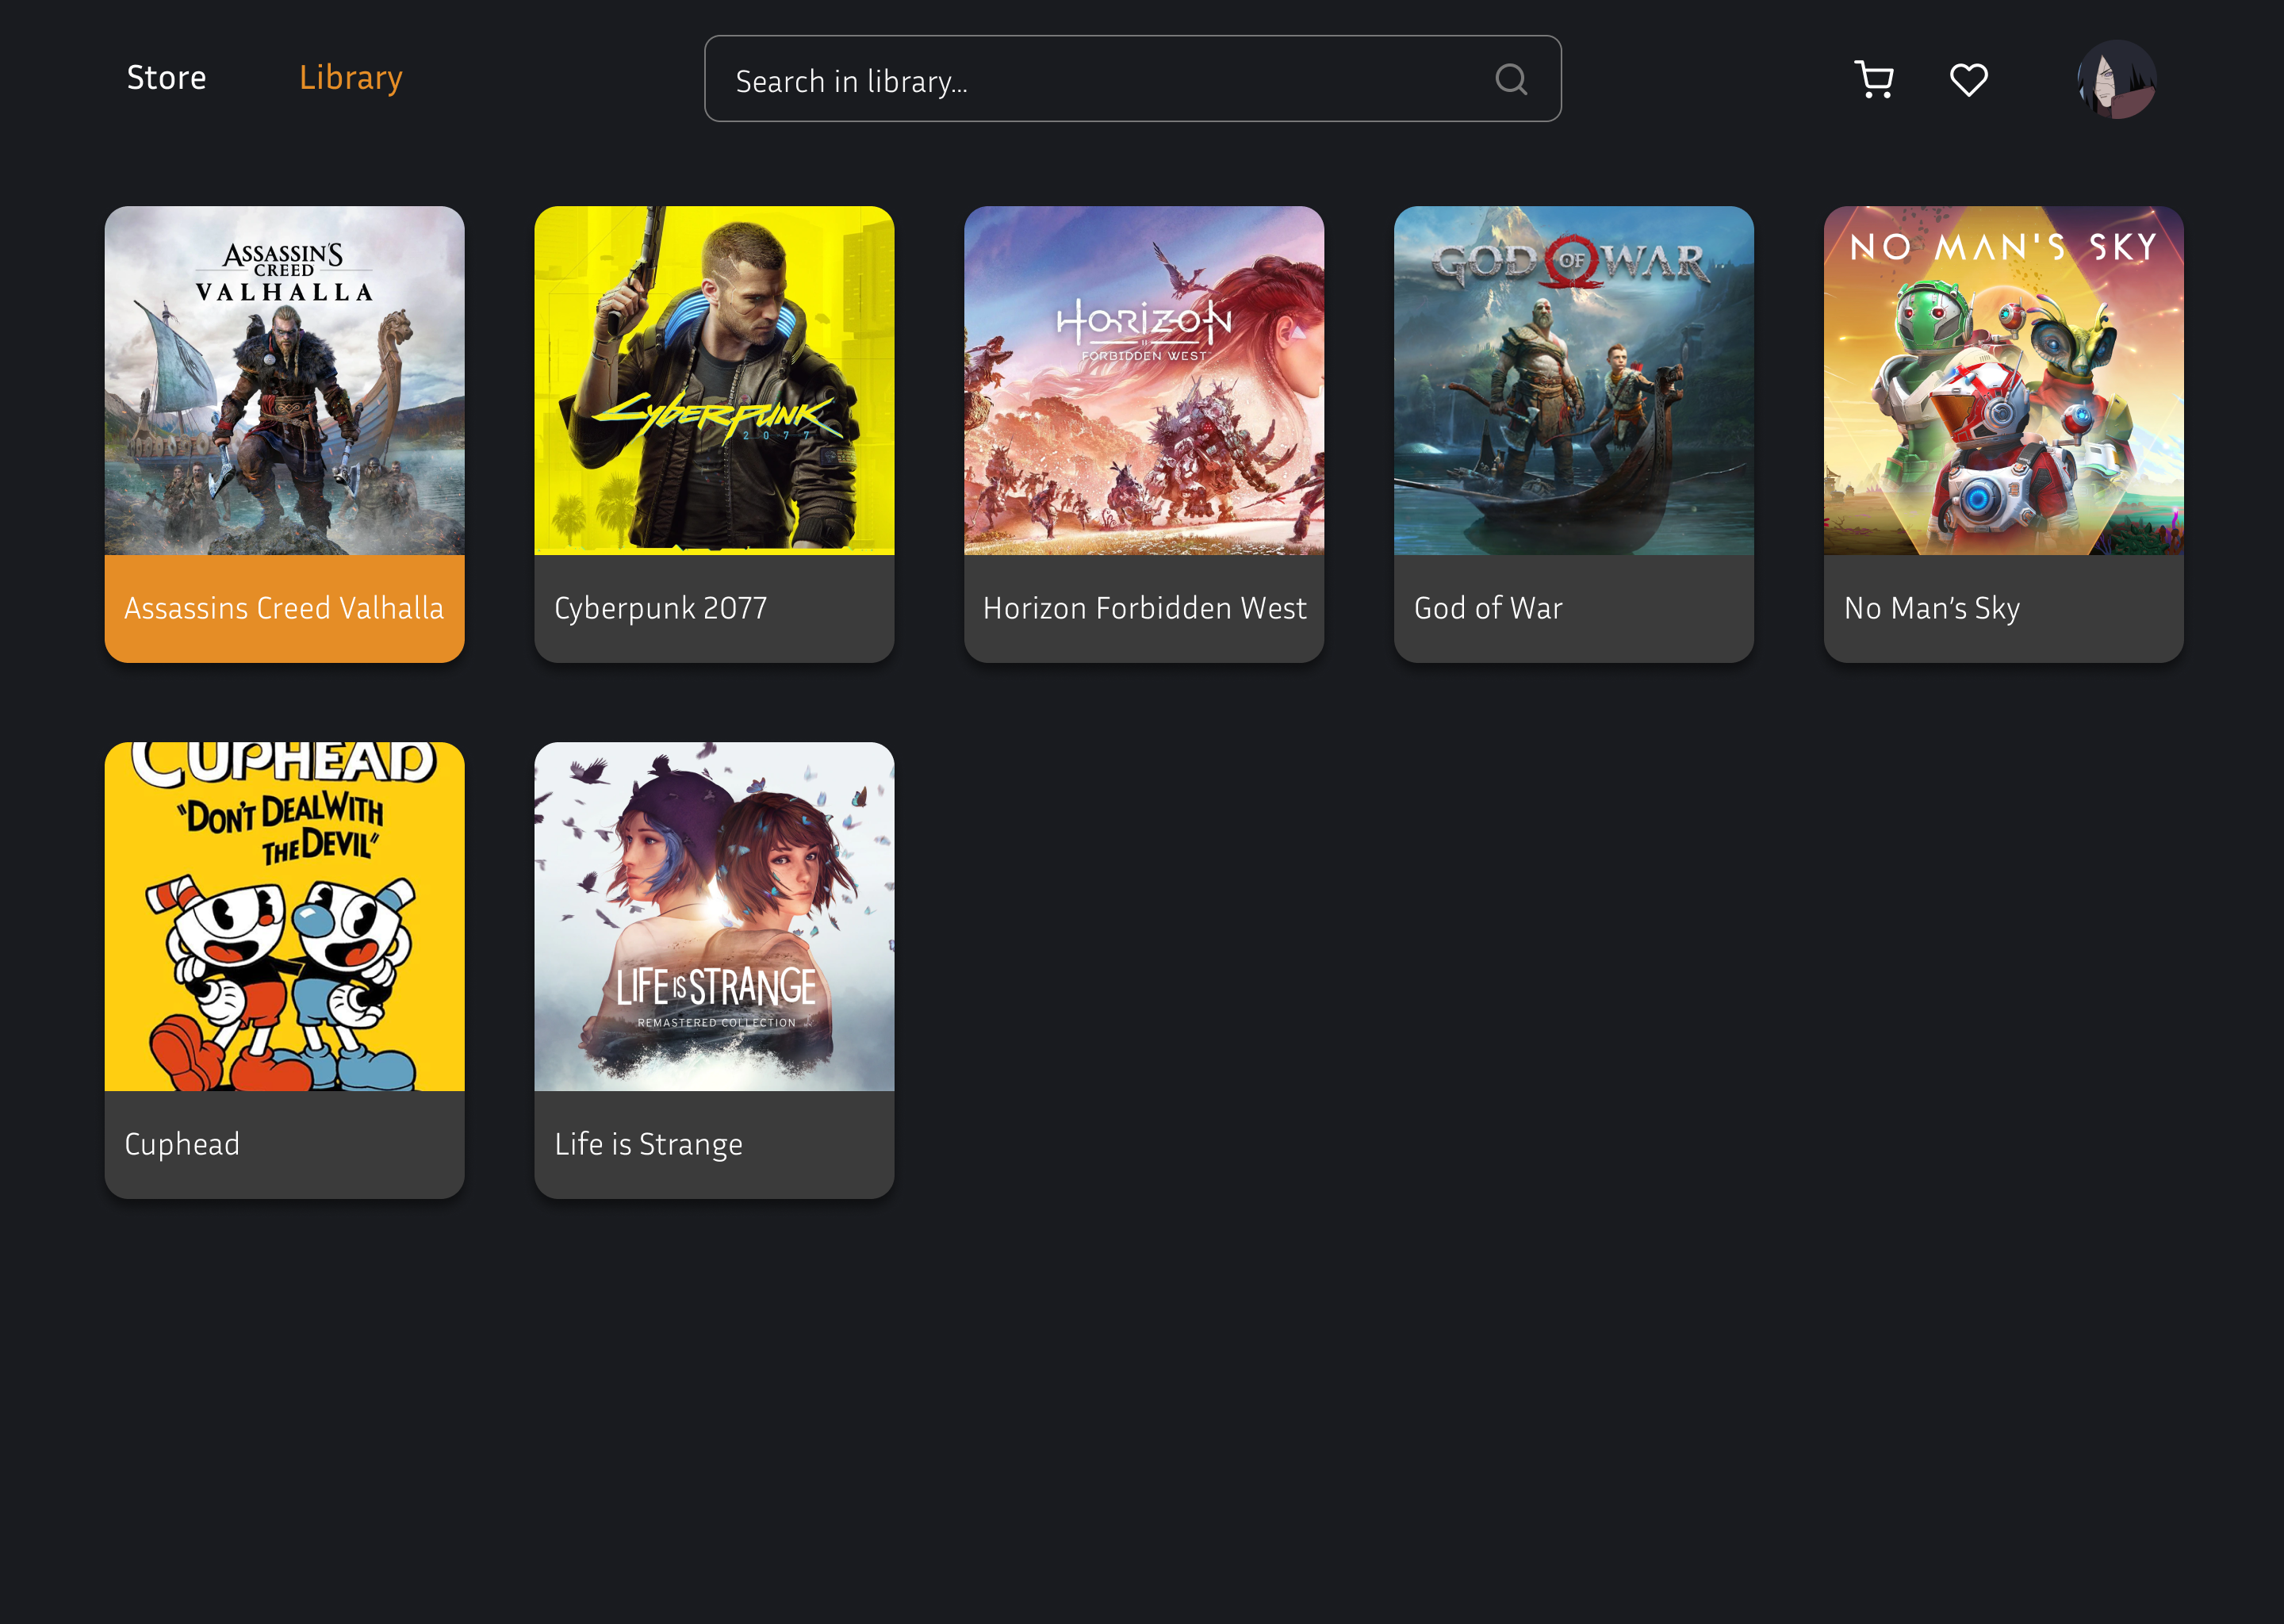 Store
Library
Search in library...
ASSASSIN'S
CREED
VALHALLA
CYBERPUNK
2077
HORIZON
FORBIDDEN WEST
GOD OF WAR
NO MAN'S SKY
Assassins Creed Valhalla
Cyberpunk 2077
Horizon Forbidden West
God of War
No Man’s Sky
CUPHEAD
"DON'T DEAL WITH
THE DEVIL"
LIFE IS STRANGE
REMASTERED COLLECTION
Cuphead
Life is Strange